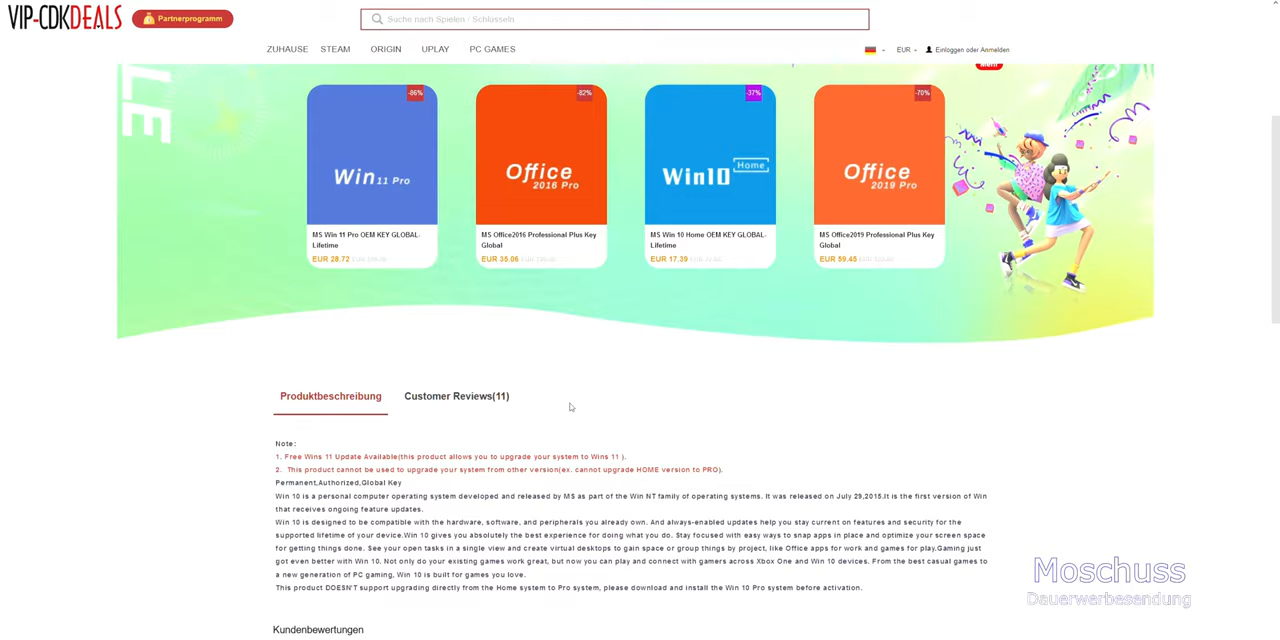 VIP-CDKDEALS
Partnerprogramm
Suche nach Spielen / Schlüsseln
ZUHAUSE STEAM ORIGIN UPLAY PC GAMES
EUR
Einloggen oder Anmelden
LE
-86%
-82%
-37%
-70%
Win 11 Pro
Office 2016 Pro
Win10 Home
Office 2019 Pro
MS Win 11 Pro OEM KEY GLOBAL-
Lifetime
EUR 28.72
MS Office2016 Professional Plus Key
Global
EUR 35.06
MS Win 10 Home OEM KEY GLOBAL-
Lifetime
EUR 17.39
MS Office2019 Professional Plus Key
Global
EUR 59.45
Produktbeschreibung
Customer Reviews(11)
Note:
1. Free Wins 11 Update Available(this product allows you to upgrade your system to Wins 11 ).
2. This product cannot be used to upgrade your system from other version(ex. cannot upgrade HOME version to PRO).
Permanent,Authorized,Global Key
Win 10 is a personal computer operating system developed and released by MS as part of the Win NT family of operating systems. It was released on July 29,2015.It is the first version of Win
that receives ongoing feature updates.
Win 10 is designed to be compatible with the hardware, software, and peripherals you already own. And always-enabled updates help you stay current on features and security for the
supported lifetime of your device.Win 10 gives you absolutely the best experience for doing what you do. Stay focused with easy ways to snap apps in place and optimize your screen space
for getting things done. See your open tasks in a single view and create virtual desktops to gain space or group things by project, like Office apps for work and games for play.Gaming just
got even better with Win 10. Not only do your existing games work great, but now you can play and connect with gamers across Xbox One and Win 10 devices. From the best casual games to
a new generation of PC gaming, Win 10 is built for games you love.
This product DOESN'T support upgrading directly from the Home system to Pro system, please download and install the Win 10 Pro system before activation.
Kundenbewertungen
Moschuss
Dauerwerbesendung